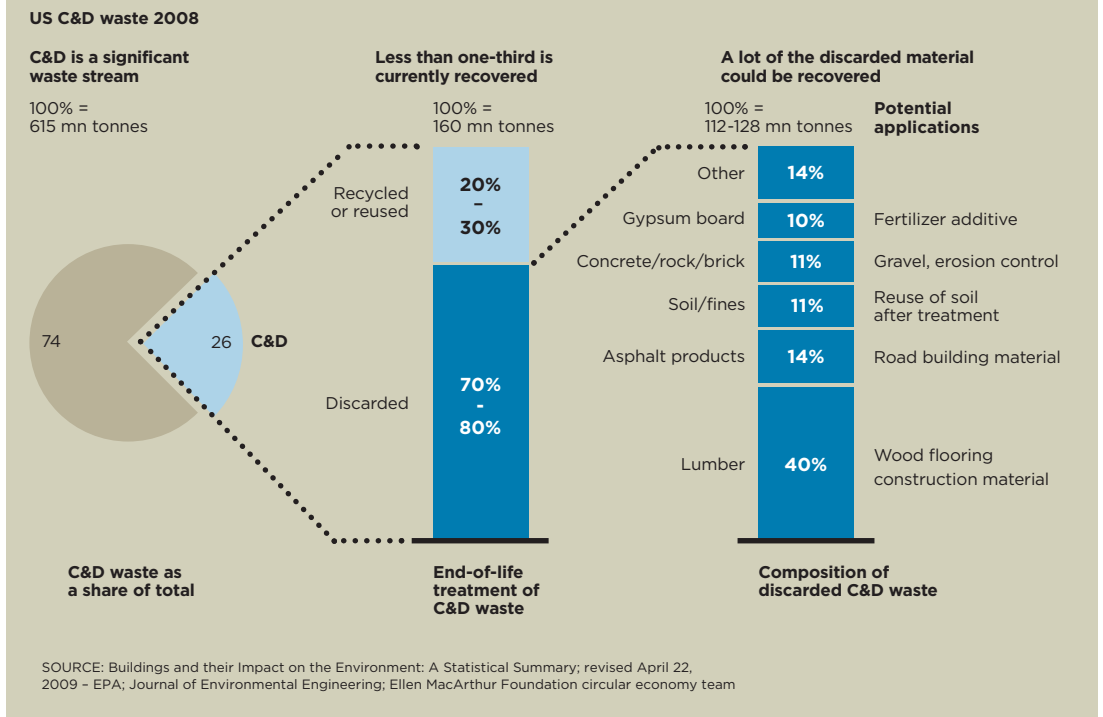 US C&D waste 2008
C&D is a significant
waste stream
100% =
615 mn tonnes
74
26
C&D
C&D waste as
a share of total
Less than one-third is
currently recovered
100% =
160 mn tonnes
Recycled
or reused
20%
–
30%
Discarded
70%
-
80%
End-of-life
treatment of
C&D waste
A lot of the discarded material
could be recovered
100% =
112-128 mn tonnes
Potential
applications
Other
14%
Gypsum board
10%
Fertilizer additive
Concrete/rock/brick
11%
Gravel, erosion control
Soil/fines
11%
Reuse of soil
after treatment
Asphalt products
14%
Road building material
Lumber
40%
Wood flooring
construction material
Composition of
discarded C&D waste
SOURCE: Buildings and their Impact on the Environment: A Statistical Summary; revised April 22,
2009 – EPA; Journal of Environmental Engineering; Ellen MacArthur Foundation circular economy team